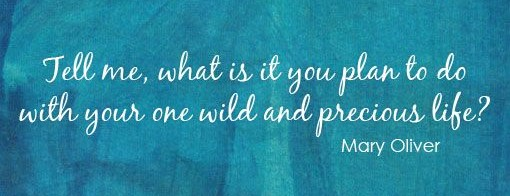 Tell me, what is it you plan to do
with your one wild and precious life?
Mary Oliver